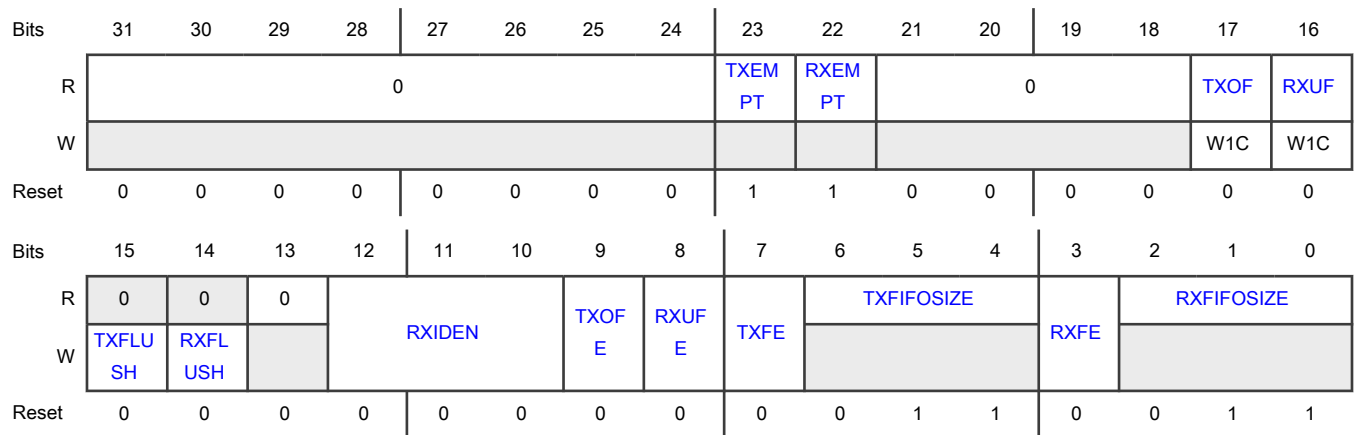 Bits 31 30 29 28 27 26 25 24 23 22 21 20 19 18 17 16
R 0 TXEM RXEM 0 TXOF RXUF
PT PT
W W1C W1C
Reset 0 0 0 0 0 0 0 0 1 1 0 0 0 0 0 0
Bits 15 14 13 12 11 10 9 8 7 6 5 4 3 2 1 0
R 0 0 0 RXIDEN TXOF RXUF TXFE TXFIFOSIZE RXFE RXFIFOSIZE
E E
W TXFLU RXFL
SH USH
Reset 0 0 0 0 0 0 0 0 0 0 1 1 0 0 1 1